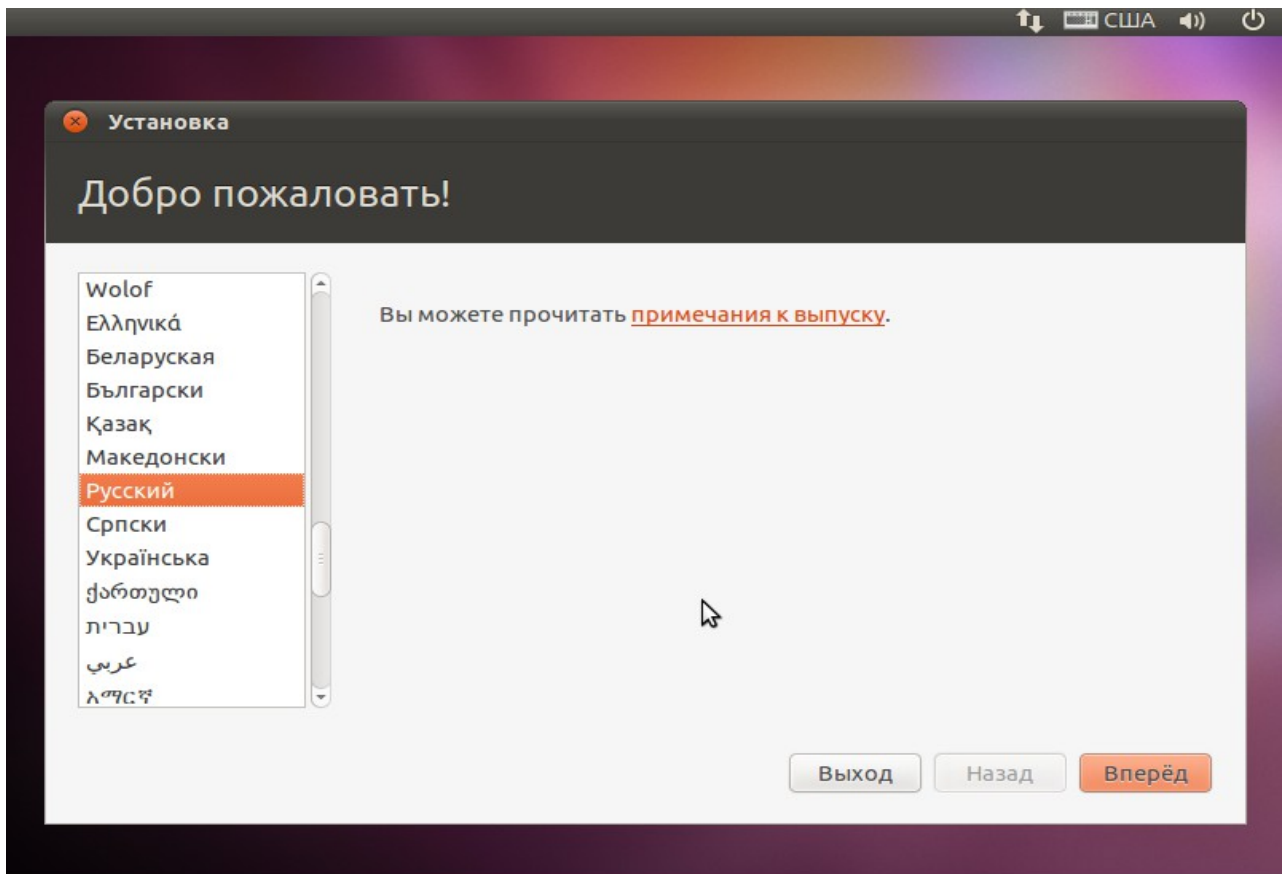 США
Установка
Добро пожаловать!
Wolof
Ελληνικά
Беларуская
Български
Қазақ
Македонски
Русский
Српски
Українська
ქართული
עברית
عربي
አማርኛ
Вы можете прочитать примечания к выпуску.
Выход
Назад
Вперёд